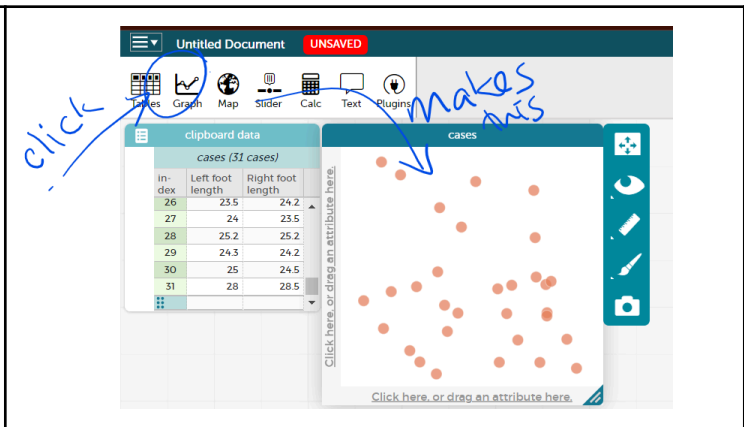 Untitled Document UNSAVED
Tables Graph Map Slider Calc Text Plugins
click
makes
this
clipboard data
cases (31 cases)
in-
dex Left foot
length Right foot
length
26 23.5 24.2
27 24 23.5
28 25.2 25.2
29 24.3 24.2
30 25 24.5
31 28 28.5
cases
Click here, or drag an attribute here.
Click here, or drag an attribute here.